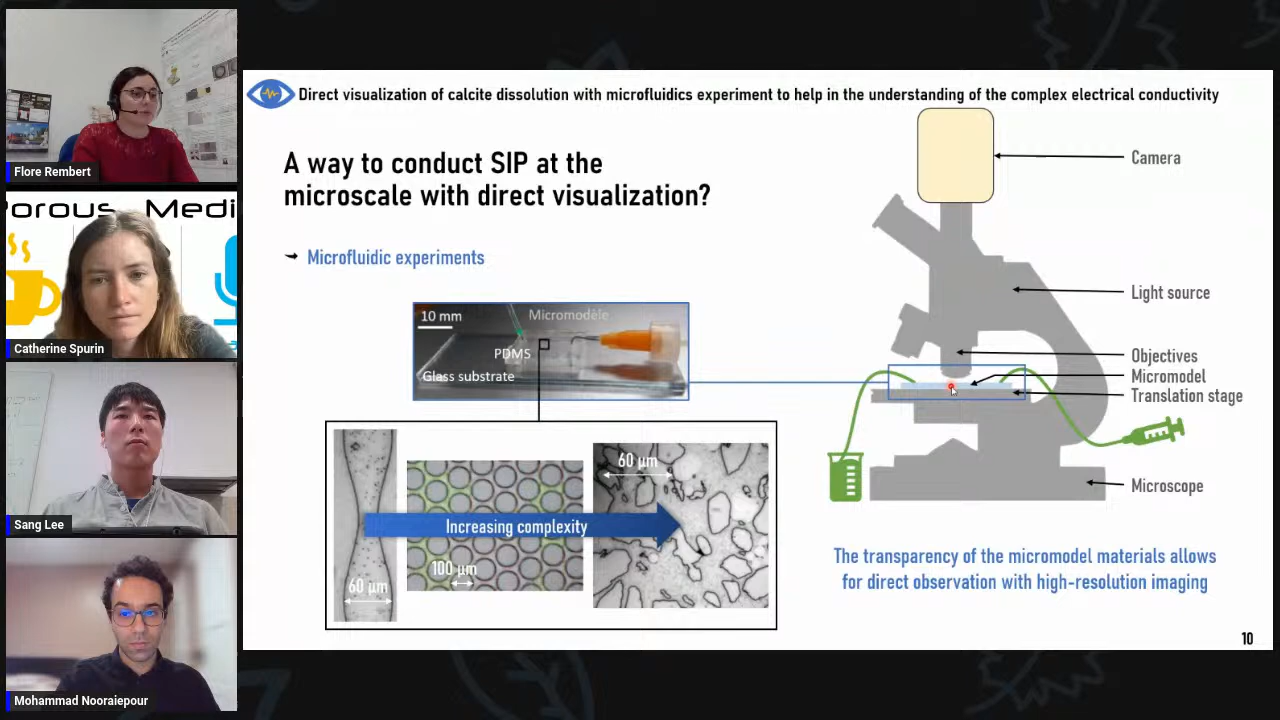 Flore Rembert
Porous Medi
Catherine Spurin
Sang Lee
Mohammad Nooraiepour
Direct visualization of calcite dissolution with microfluidics experiment to help in the understanding of the complex electrical conductivity
A way to conduct SIP at the
microscale with direct visualization?
Microfluidic experiments
10 mm
Micromodèle
PDMS
Glass substrate
60 µm
100 µm
60 µm
Increasing complexity
Camera
Light source
Objectives
Micromodel
Translation stage
Microscope
The transparency of the micromodel materials allows
for direct observation with high-resolution imaging
10